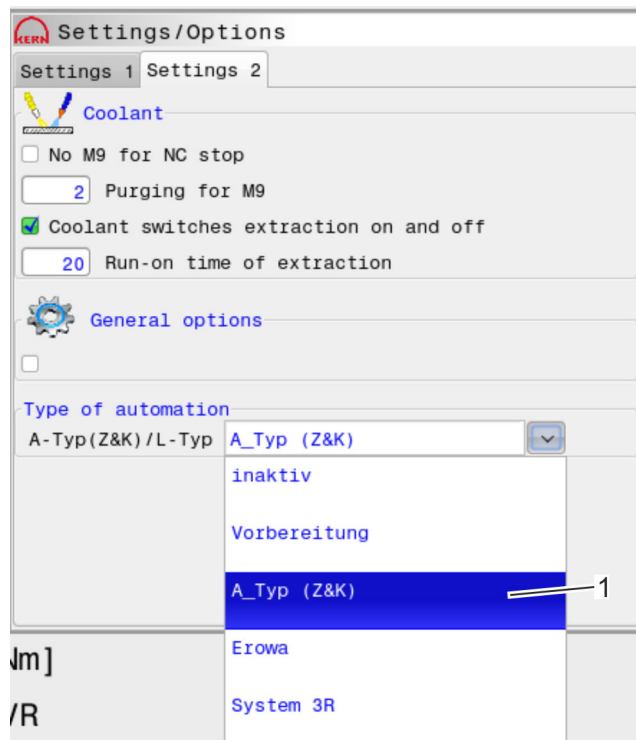 KERN Settings/Options
Settings 1 Settings 2
Coolant
No M9 for NC stop
2 Purging for M9
Coolant switches extraction on and off
20 Run-on time of extraction
General options
Type of automation
A-Typ(Z&K)/L-Typ A_Typ (Z&K)
inaktiv
Vorbereitung
A_Typ (Z&K) 1
Erowa
System 3R
Nm]
/R